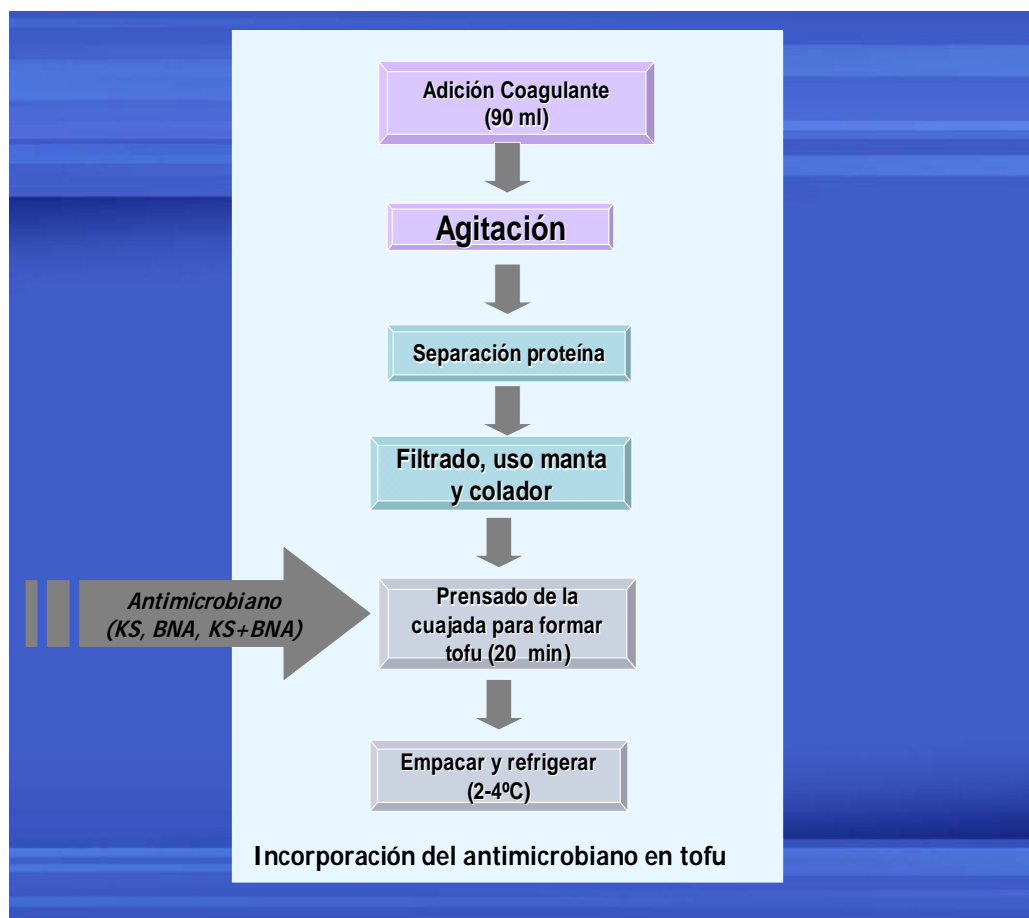 Adición Coagulante
(90 ml)
Agitación
Separación proteína
Filtrado, uso manta
y colador
Antimicrobiano
(KS, BNA, KS+BNA)
Prensado de la
cuajada para formar
tofu (20 min)
Empacar y refrigerar
(2-4ºC)
Incorporación del antimicrobiano en tofu